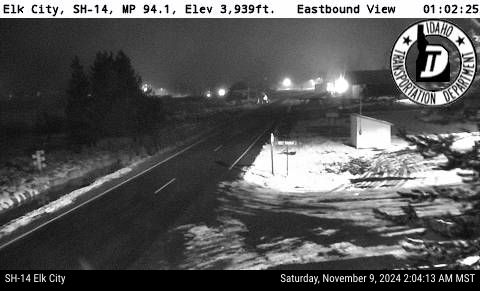 Elk City, SH-14, MP 94.1, Elev 3,939ft. Eastbound View 01:02:25
IDAHO
TRANSPORTATION DEPARTMENT
SH-14 Elk City
Saturday, November 9, 2024 2:04:13 AM MST